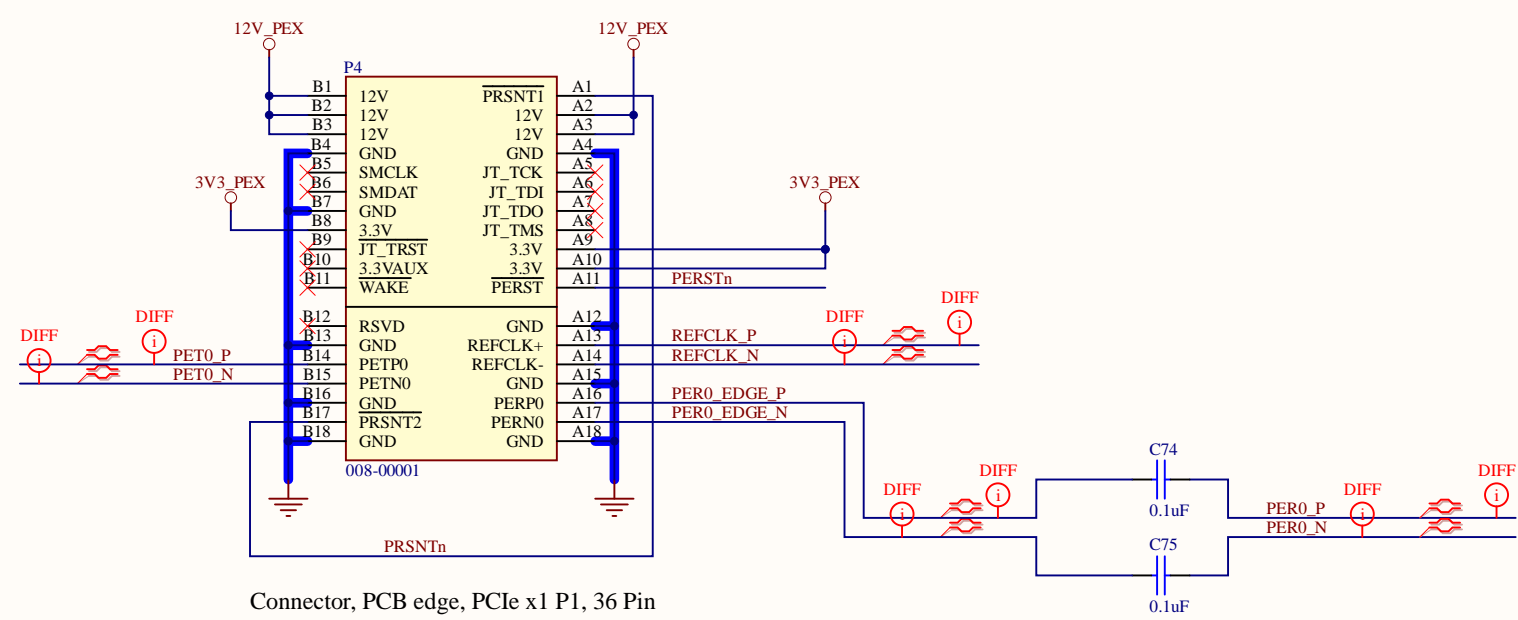 12V_PEX 12V_PEX
P4
B1 12V PRSNT1 A1
B2 12V 12V A2
B3 12V 12V A3
B4 GND GND A4
B5 SMCLK JT_TCK A5
3V3_PEX B6 SMDAT JT_TDI A6 3V3_PEX
B7 GND JT_TDO A7
B8 3.3V JT_TMS A8
B9 JT_TRST 3.3V A9
B10 3.3VAUX 3.3V A10
B11 WAKE PERST A11 PERSTn
DIFF
DIFF B12 RSVD GND A12 DIFF
DIFF i B13 GND REFCLK+ A13 REFCLK_P i i
i PET0_P B14 PETP0 REFCLK- A14 REFCLK_N
PET0_N B15 PETN0 GND A15
B16 GND PERP0 A16 PER0_EDGE_P
B17 PRSNT2 PERN0 A17 PER0_EDGE_N
B18 GND GND A18
C74
008-00001 DIFF DIFF
DIFF i DIFF i
i 0.1uF PER0_P i
PER0_N
PRSNTn C75
Connector, PCB edge, PCIe x1 P1, 36 Pin 0.1uF